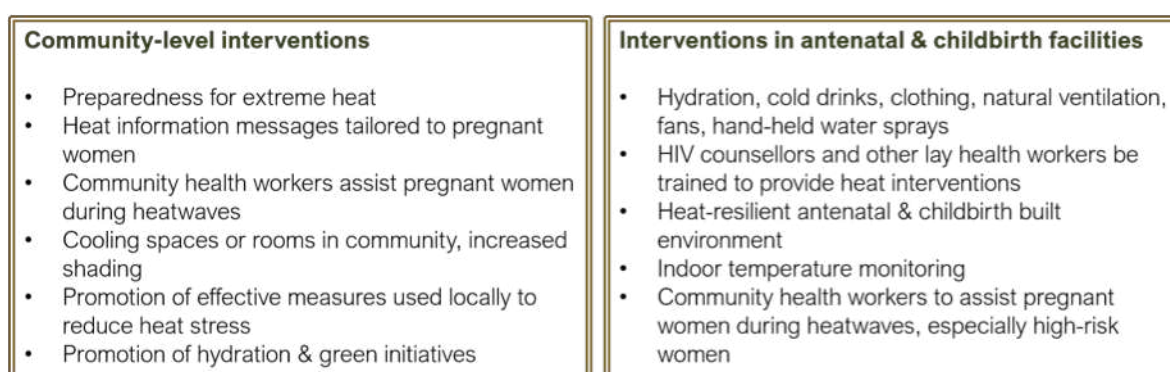 Community-level interventions
• Preparedness for extreme heat
• Heat information messages tailored to pregnant
women
• Community health workers assist pregnant women
during heatwaves
• Cooling spaces or rooms in community, increased
shading
• Promotion of effective measures used locally to
reduce heat stress
• Promotion of hydration & green initiatives
Interventions in antenatal & childbirth facilities
• Hydration, cold drinks, clothing, natural ventilation,
fans, hand-held water sprays
• HIV counsellors and other lay health workers be
trained to provide heat interventions
• Heat-resilient antenatal & childbirth built
environment
• Indoor temperature monitoring
• Community health workers to assist pregnant
women during heatwaves, especially high-risk
women